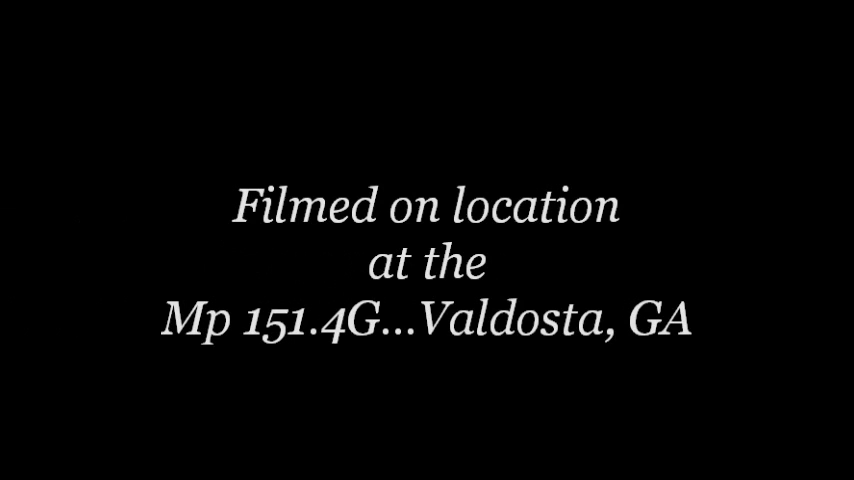 Filmed on location
at the
Mp 151.4G...Valdosta, GA